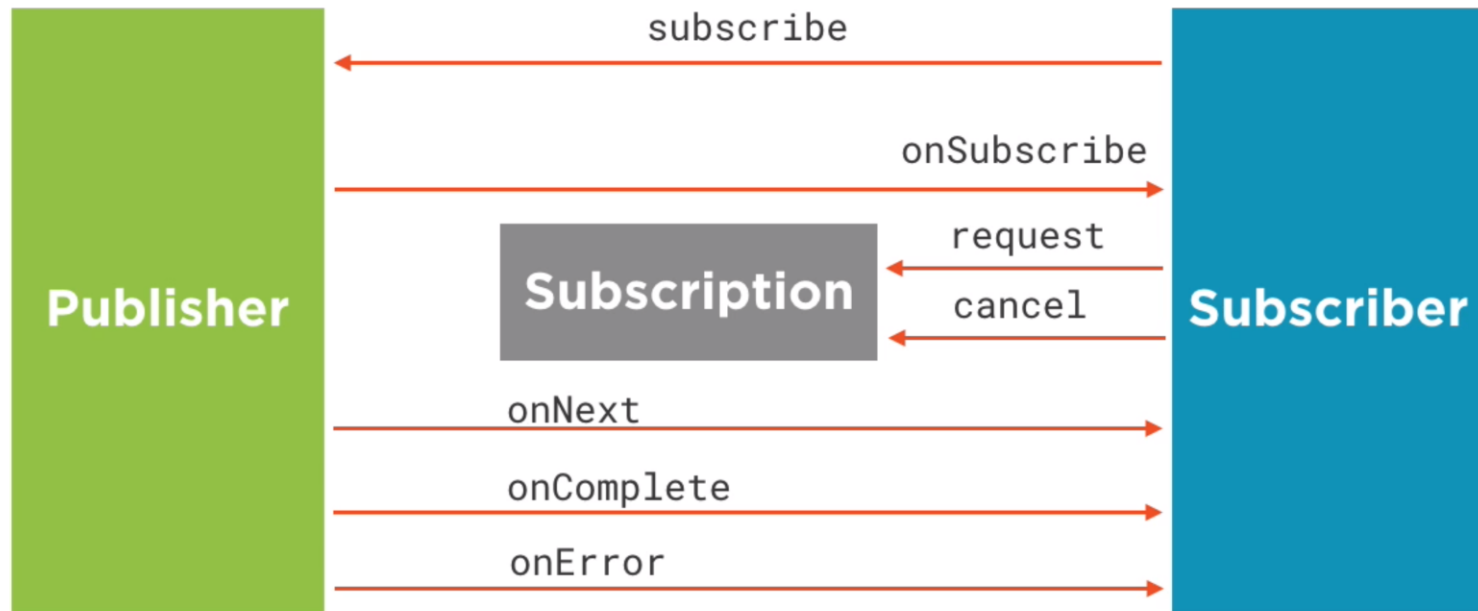 subscribe
onSubscribe
request
Subscription
cancel
Publisher
Subscriber
onNext
onComplete
onError